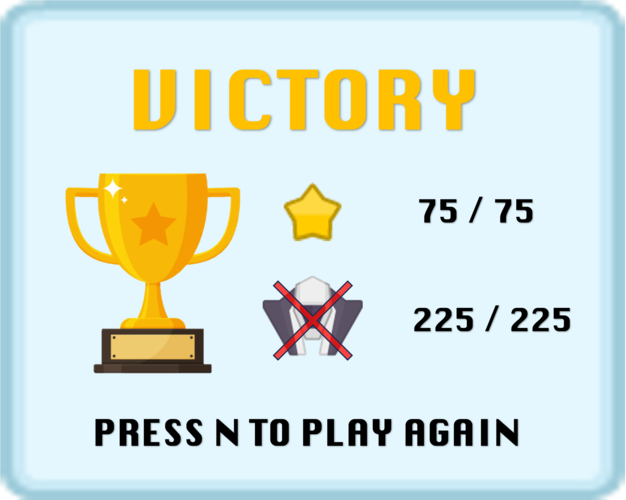 VICTORY
75 / 75
225 / 225
PRESS N TO PLAY AGAIN